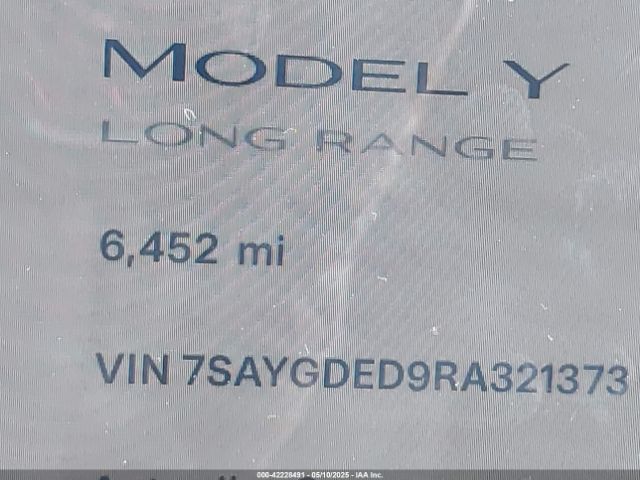 MODEL Y
LONG RANGE
6,452 mi
VIN 7SAYGDED9RA321373
000-42228491 - 05/10/2025 - IAA Inc.